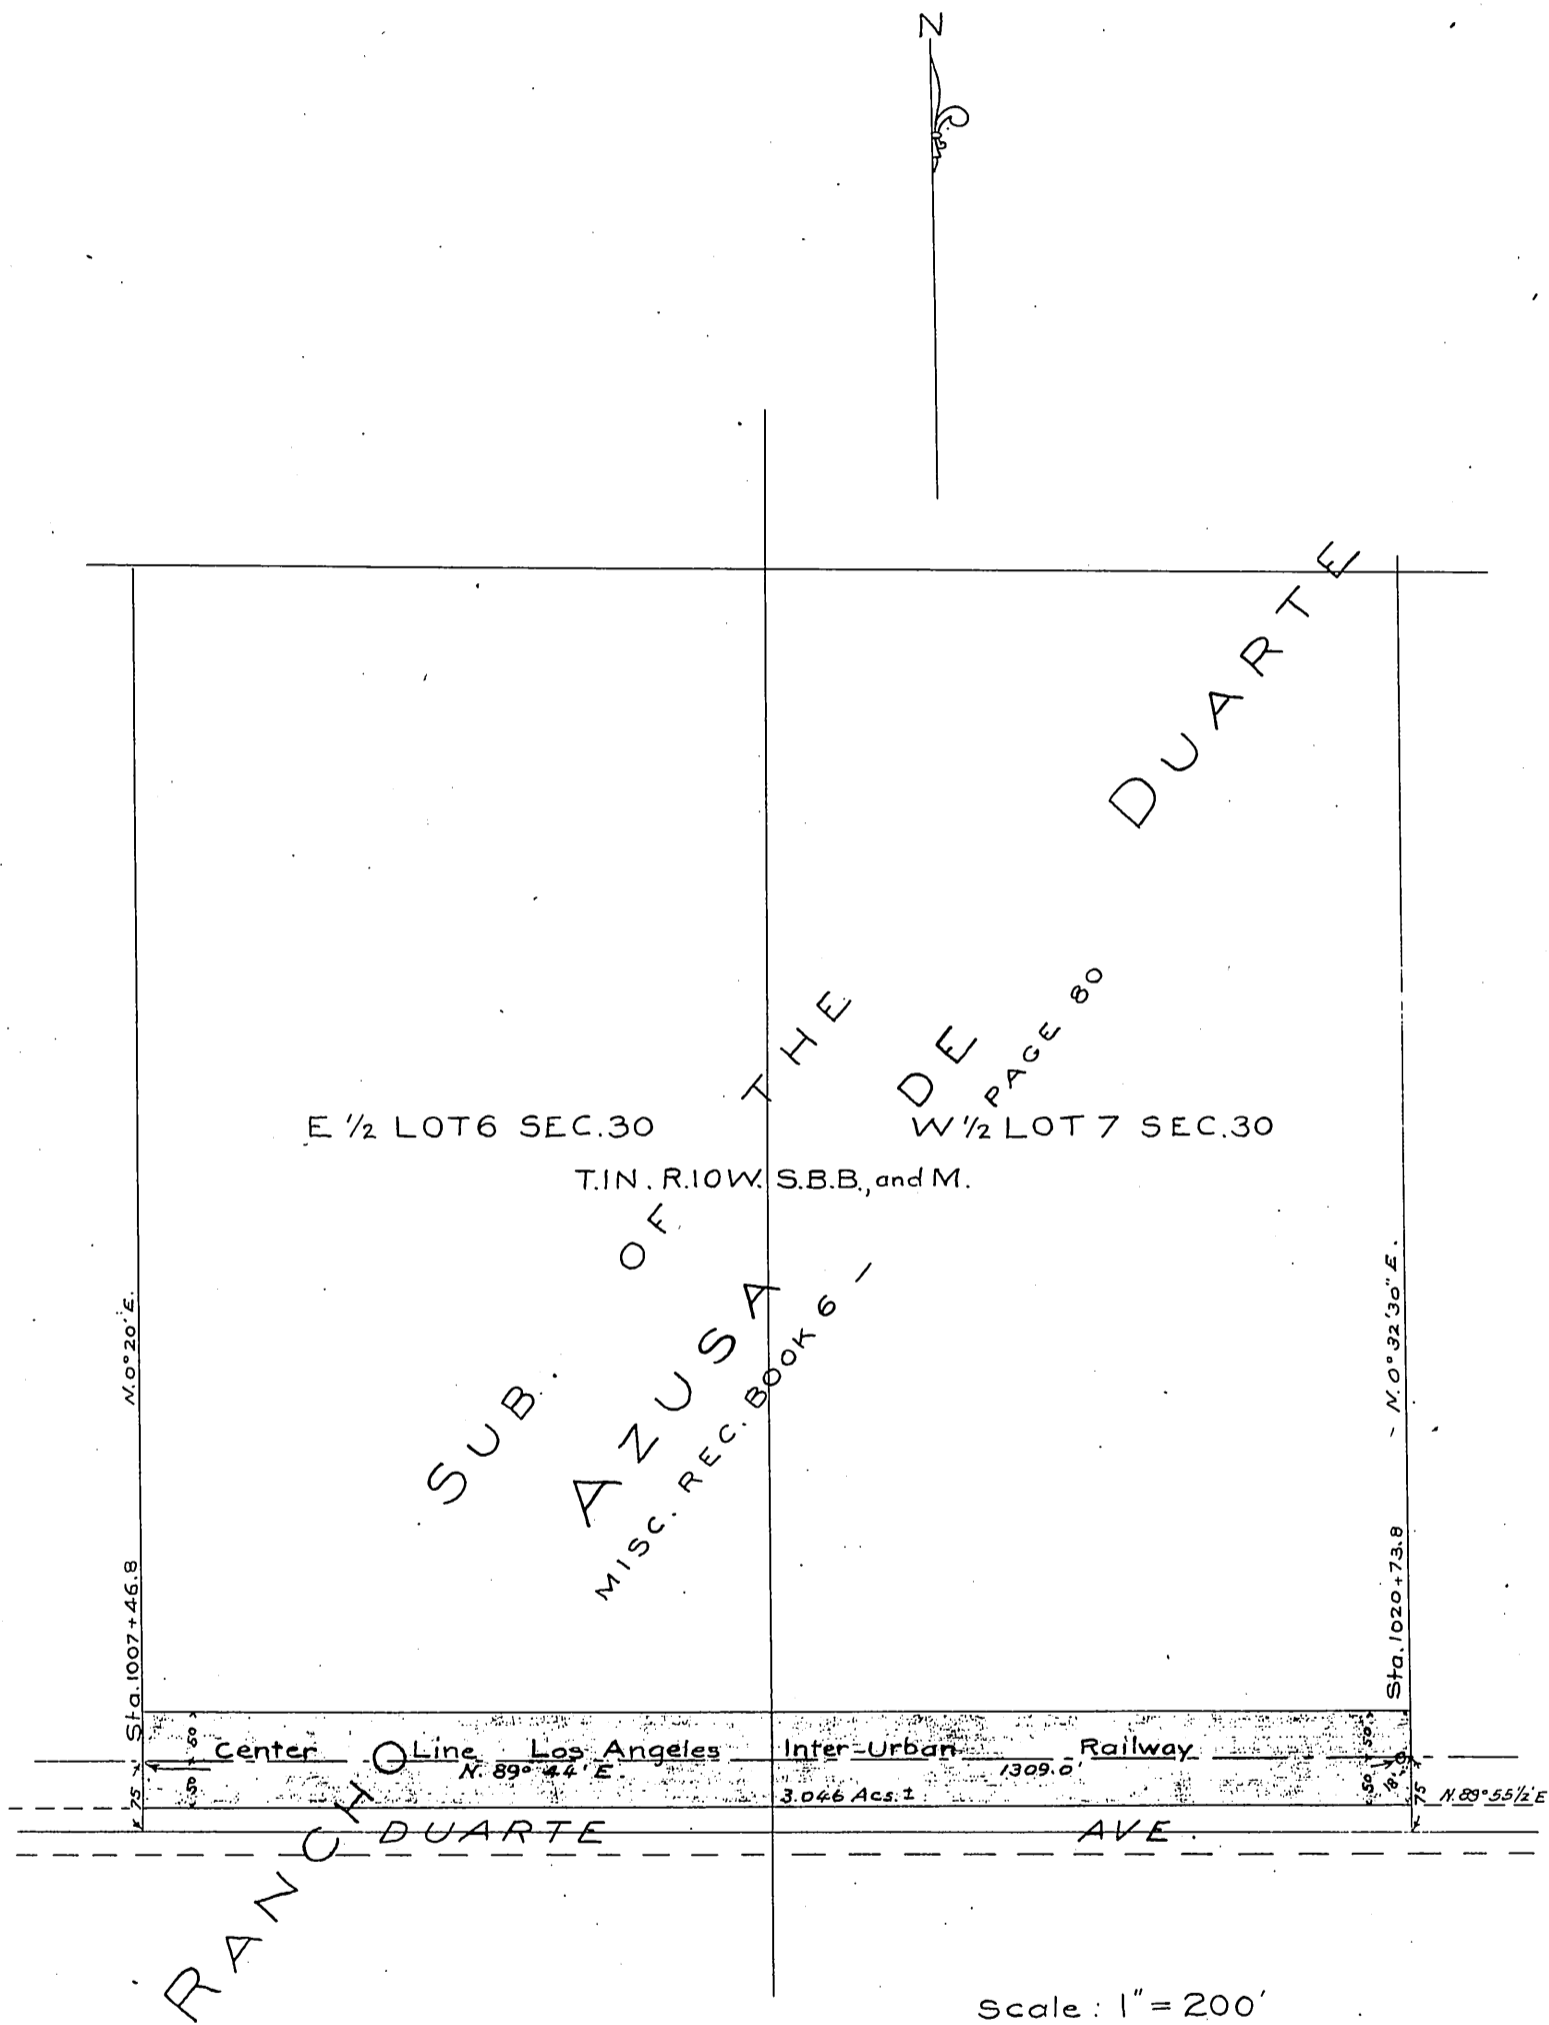 N
SUB. OF THE
RANCHO AZUSA DE DUARTE
MISC. REC. BOOK 6 - PAGE 80
E ½ LOT 6 SEC. 30
W ½ LOT 7 SEC. 30
T.1N. R.10W. S.B.B., and M.
N. 0° 20' E.
N. 0° 32' 30" E.
Sta. 1007 + 46.8
Sta. 1020 + 73.8
50
50
75
Center Line Los Angeles Inter-Urban Railway
N. 89° 44' E.
1309.0'
3.046 Acs. ±
50
50
18'
75
N. 89° 55 1/2' E
DUARTE AVE.
Scale: 1" = 200'